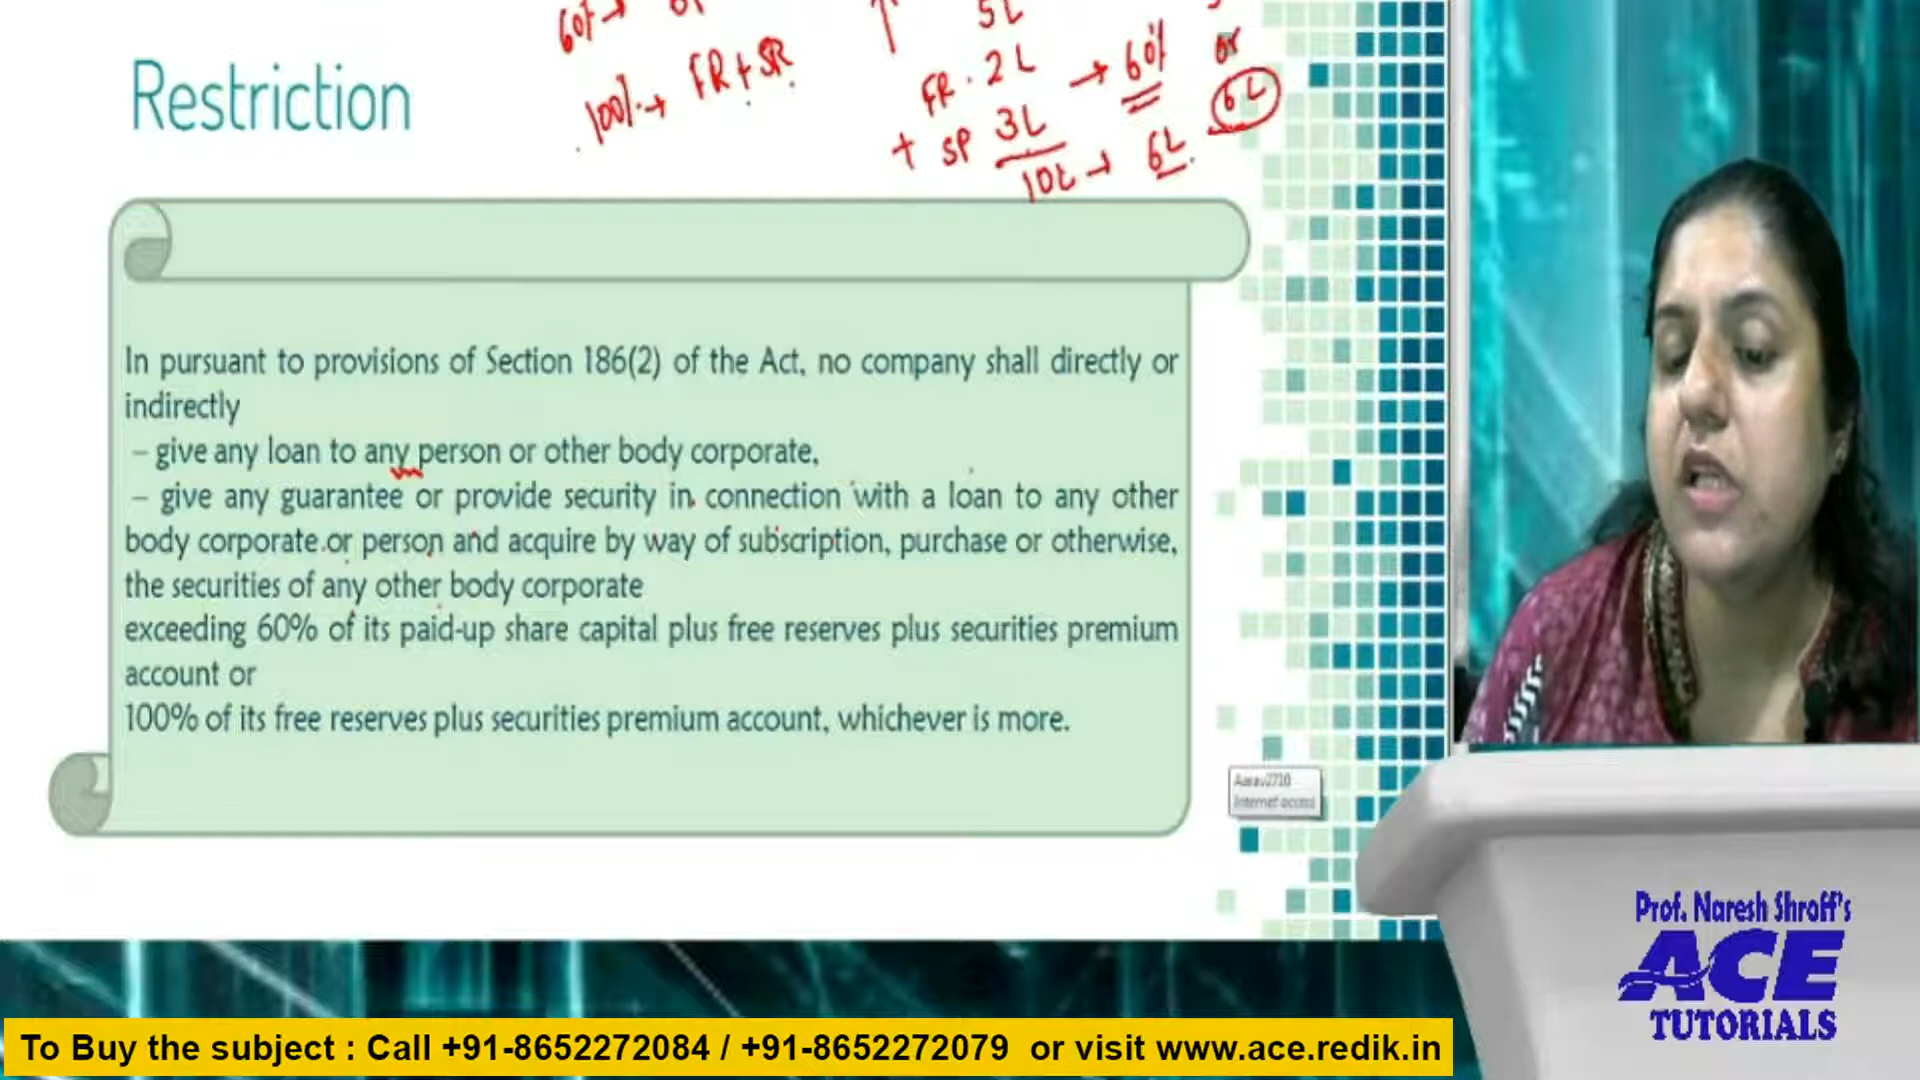 60% →
5L
or
Restriction
100% → FR + SR
FR. 2L → 60%
6L
+ SP 3L
10L → 6L
In pursuant to provisions of Section 186(2) of the Act, no company shall directly or
indirectly
– give any loan to any person or other body corporate,
– give any guarantee or provide security in connection with a loan to any other
body corporate or person and acquire by way of subscription, purchase or otherwise,
the securities of any other body corporate
exceeding 60% of its paid-up share capital plus free reserves plus securities premium
account or
100% of its free reserves plus securities premium account, whichever is more.
Aarav2710
Internet access
Prof. Naresh Shroff's
ACE
TUTORIALS
To Buy the subject : Call +91-8652272084 / +91-8652272079 or visit www.ace.redik.in